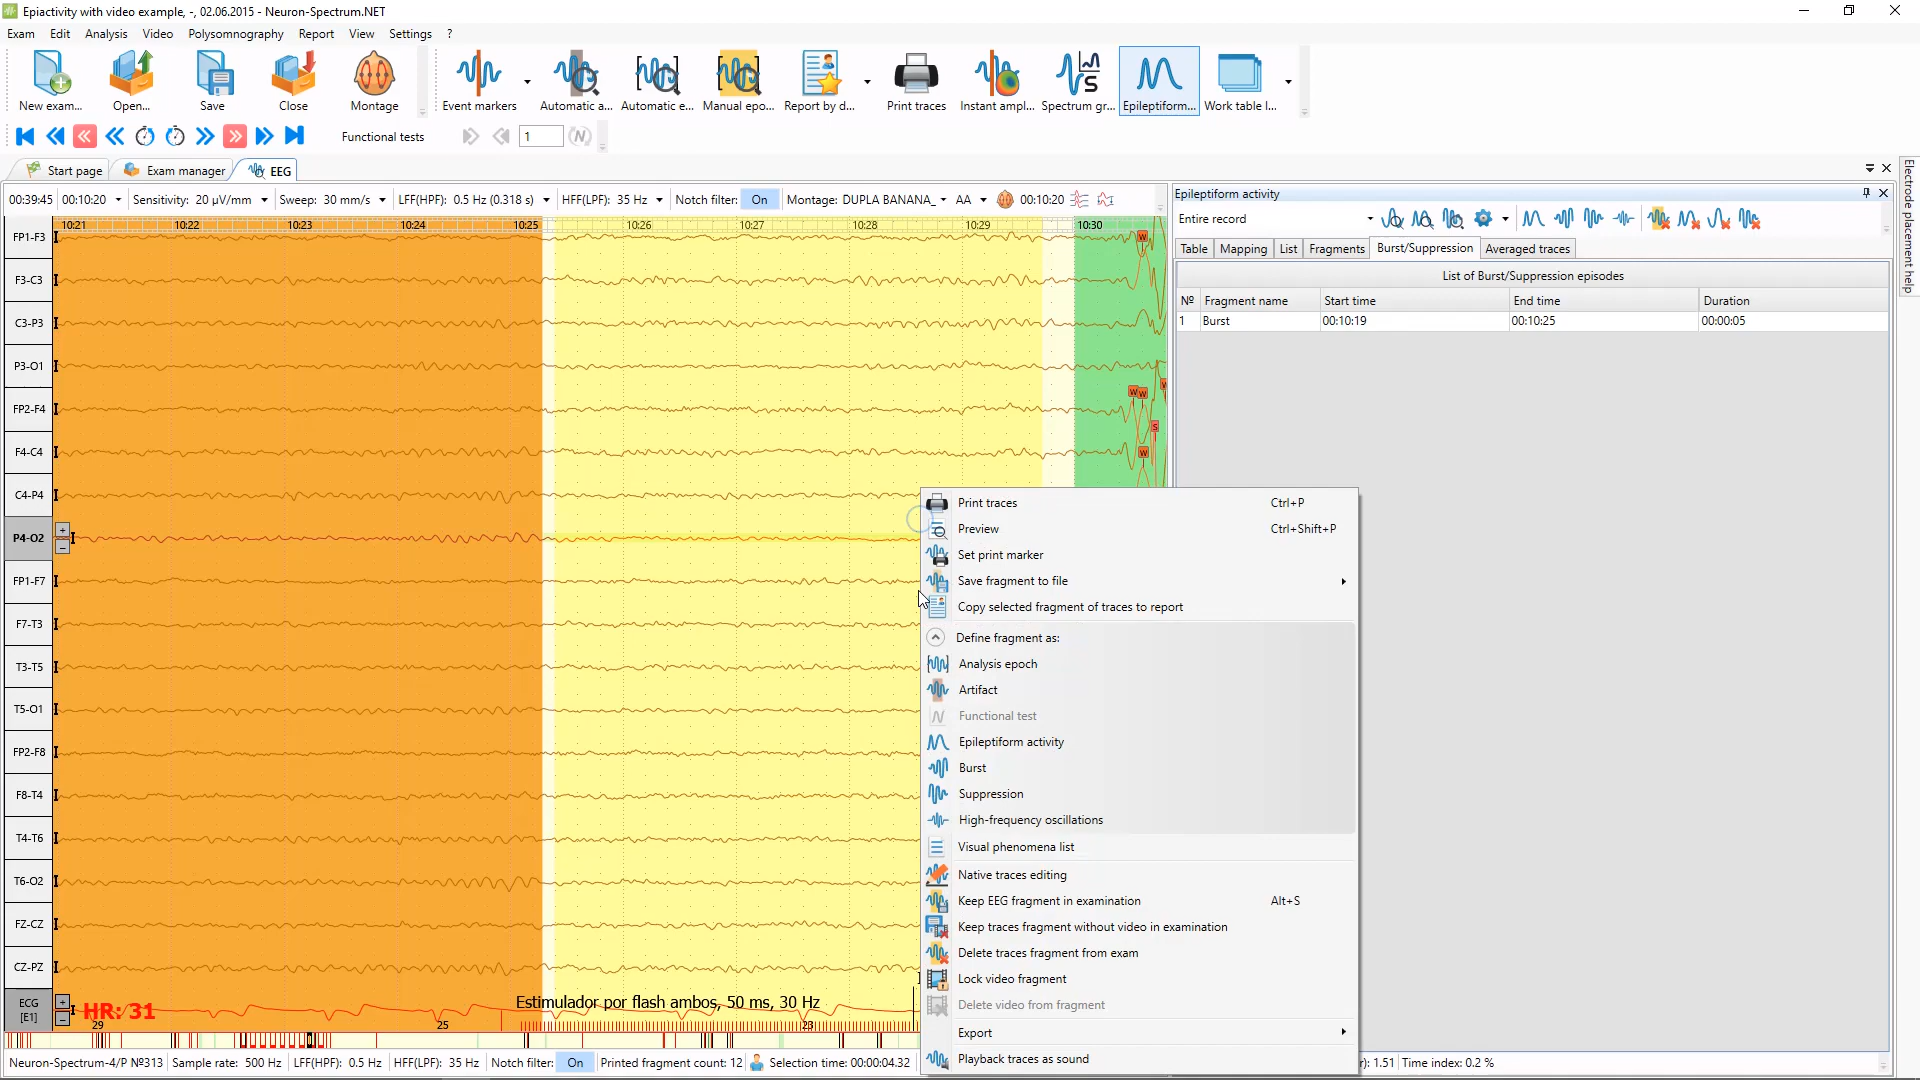 Epiactivity with video example, -, 02.06.2015 - Neuron-Spectrum.NET
Exam Edit Analysis Video Polysomnography Report View Settings ?
New exam... Open... Save Close Montage Event markers Automatic a... Automatic e... Manual epo... Report by d... Print traces Instant ampl... Spectrum gr... Epileptiform... Work table l...
Functional tests 1
Start page Exam manager EEG
00:39:45 00:10:20 Sensitivity: 20 µV/mm Sweep: 30 mm/s LFF(HPF): 0.5 Hz (0.318 s) HFF(LPF): 35 Hz Notch filter: On Montage: DUPLA BANANA_ AA 00:10:20
10:21 10:22 10:23 10:24 10:25 10:26 10:27 10:28 10:29 10:30
FP1-F3
F3-C3
C3-P3
P3-O1
FP2-F4
F4-C4
C4-P4
P4-O2
FP1-F7
F7-T3
T3-T5
T5-O1
FP2-F8
F8-T4
T4-T6
T6-O2
FZ-CZ
CZ-PZ
ECG
[E1]
HR: 31
Estimulador por flash ambos, 50 ms, 30 Hz
29 25 23
W
W W W
S
W
Epileptiform activity
Entire record
Table Mapping List Fragments Burst/Suppression Averaged traces
List of Burst/Suppression episodes
Nº Fragment name Start time End time Duration
1 Burst 00:10:19 00:10:25 00:00:05
Electrode placement help
Print traces Ctrl+P
Preview Ctrl+Shift+P
Set print marker
Save fragment to file
Copy selected fragment of traces to report
Define fragment as:
Analysis epoch
Artifact
Functional test
Epileptiform activity
Burst
Suppression
High-frequency oscillations
Visual phenomena list
Native traces editing
Keep EEG fragment in examination Alt+S
Keep traces fragment without video in examination
Delete traces fragment from exam
Lock video fragment
Delete video from fragment
Export
Playback traces as sound
Neuron-Spectrum-4/P №313 Sample rate: 500 Hz LFF(HPF): 0.5 Hz HFF(LPF): 35 Hz Notch filter: On Printed fragment count: 12 Selection time: 00:00:04.32 r): 1.51 Time index: 0.2 %